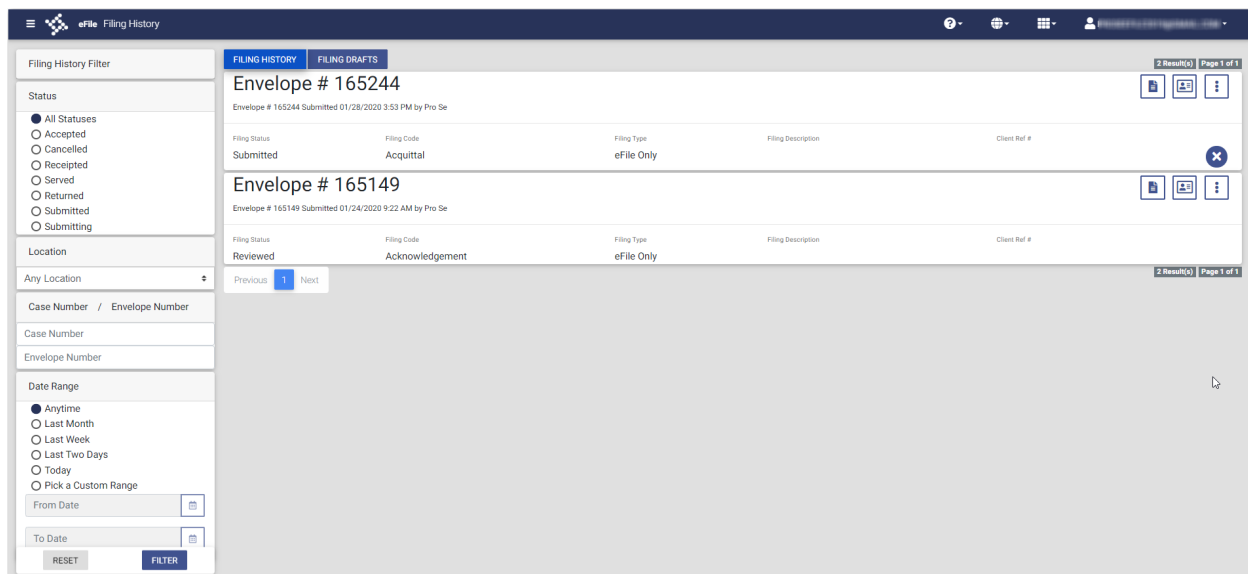 eFile Filing History
Filing History Filter
Status
All Statuses
Accepted
Cancelled
Receipted
Served
Returned
Submitted
Submitting
Location
Any Location
Case Number / Envelope Number
Case Number
Envelope Number
Date Range
Anytime
Last Month
Last Week
Last Two Days
Today
Pick a Custom Range
From Date
To Date
RESET FILTER
FILING HISTORY FILING DRAFTS
2 Result(s) Page 1 of 1
Envelope # 165244
Envelope # 165244 Submitted 01/28/2020 3:53 PM by Pro Se
Filing Status Filing Code Filing Type Filing Description Client Ref #
Submitted Acquittal eFile Only
Envelope # 165149
Envelope # 165149 Submitted 01/24/2020 9:22 AM by Pro Se
Filing Status Filing Code Filing Type Filing Description Client Ref #
Reviewed Acknowledgement eFile Only
Previous 1 Next
2 Result(s) Page 1 of 1